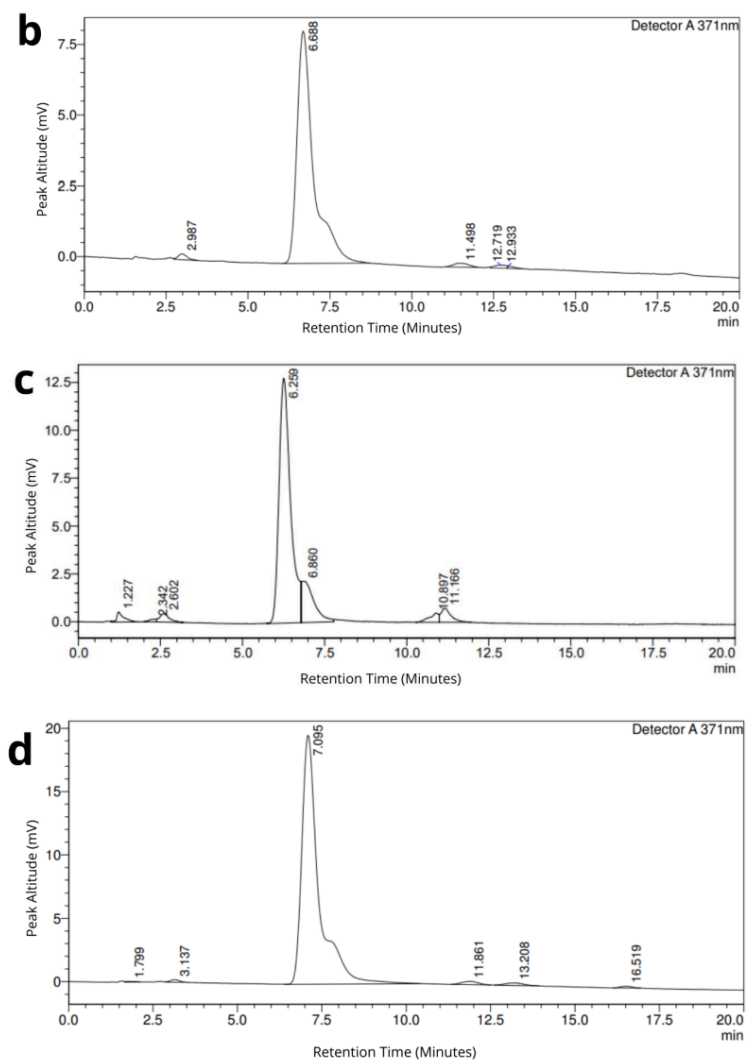 b
Detector A 371nm
Peak Altitude (mV)
7.5
5.0
2.5
0.0
2.987
6.688
11.498
12.719
12.933
0.0 2.5 5.0 7.5 10.0 12.5 15.0 17.5 20.0
min
Retention Time (Minutes)
c
Detector A 371nm
Peak Altitude (mV)
12.5
10.0
7.5
5.0
2.5
0.0
1.227
2.342
2.602
6.259
6.860
10.897
11.166
0.0 2.5 5.0 7.5 10.0 12.5 15.0 17.5 20.0
min
Retention Time (Minutes)
d
Detector A 371nm
Peak Altitude (mV)
20
15
10
5
0
1.799
3.137
7.095
11.861
13.208
16.519
0.0 2.5 5.0 7.5 10.0 12.5 15.0 17.5 20.0
min
Retention Time (Minutes)